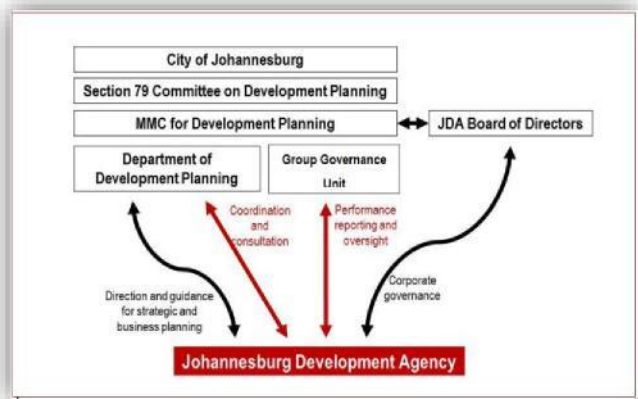 City of Johannesburg
Section 79 Committee on Development Planning
MMC for Development Planning
JDA Board of Directors
Department of
Development Planning
Group Governance
Unit
Coordination
and
consultation
Performance
reporting and
oversight
Direction and guidance
for strategic and
business planning
Corporate
governance
Johannesburg Development Agency